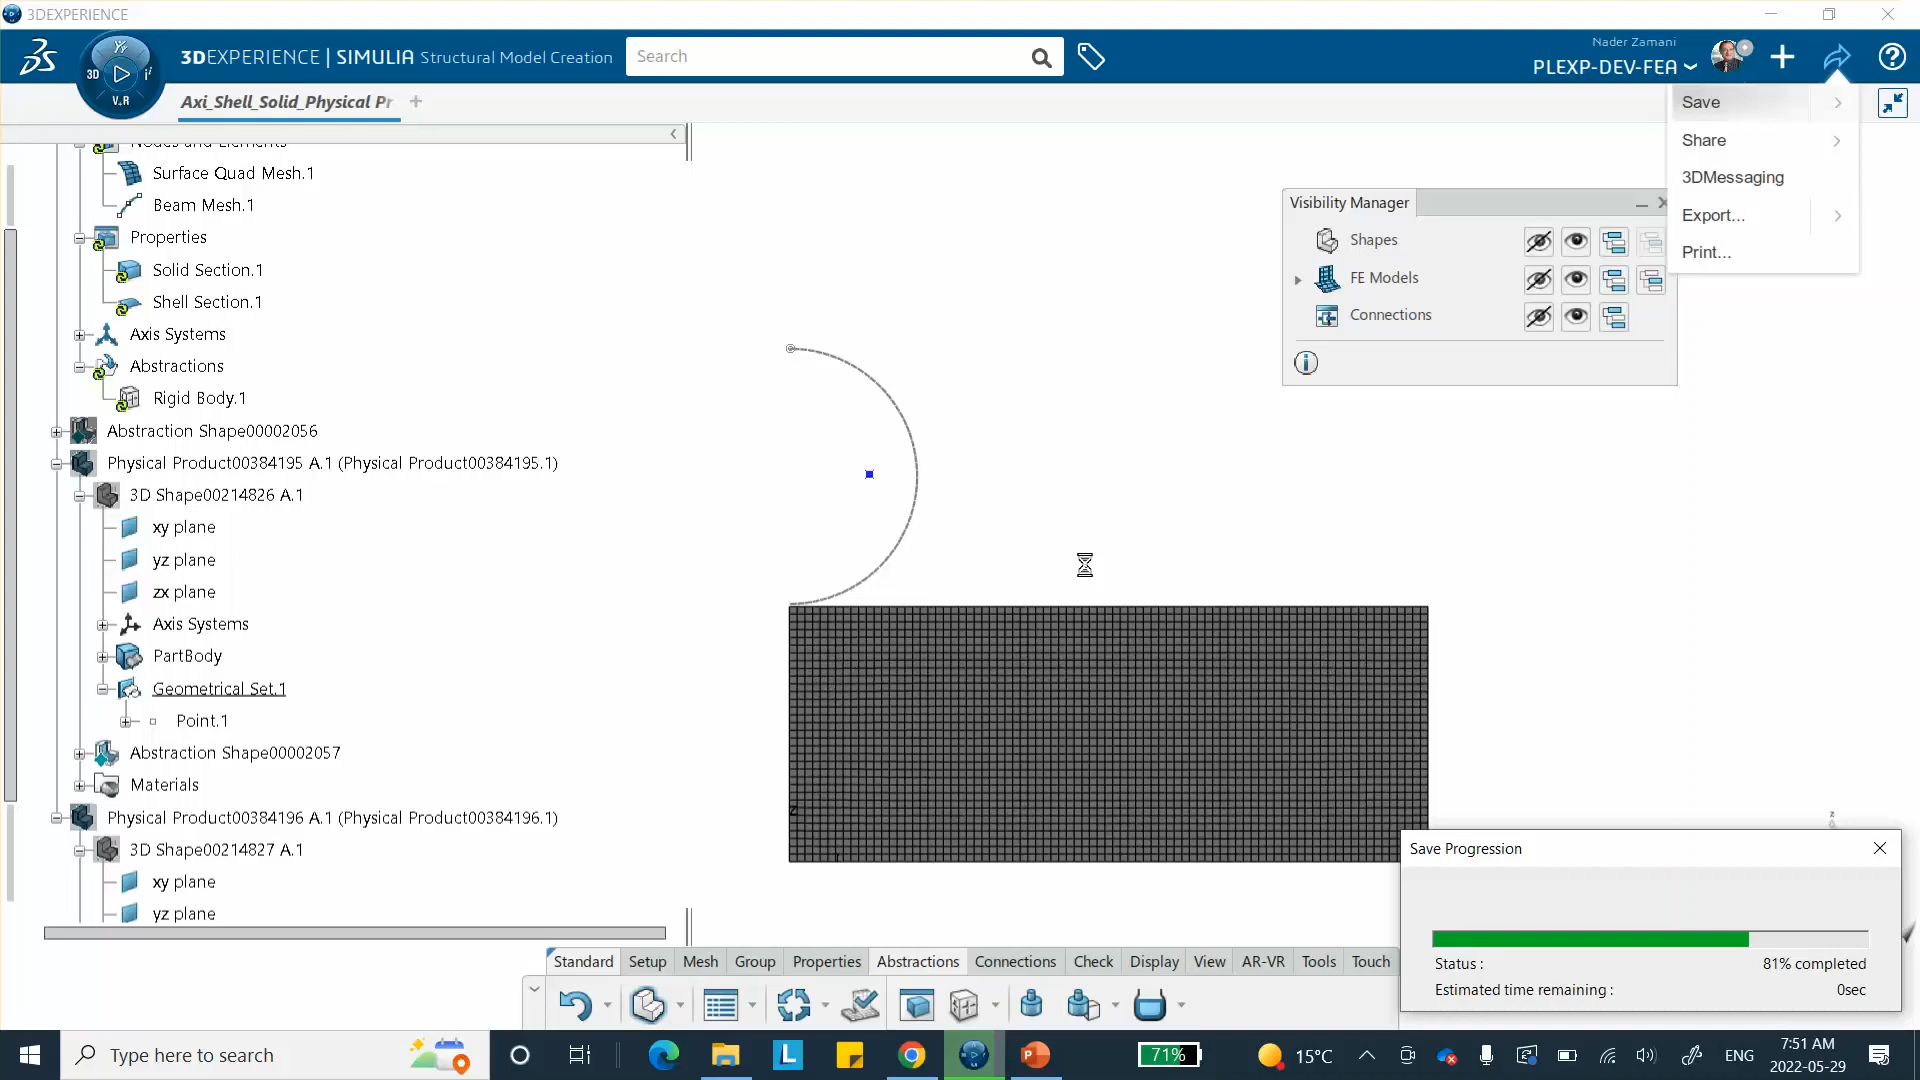 3DEXPERIENCE
3DEXPERIENCE | SIMULIA Structural Model Creation
Search
Nader Zamani
PLEXP-DEV-FEA
3D
V.R
Axi_Shell_Solid_Physical Pr
Save
Share
3DMessaging
Export...
Print...
Nodes and Elements
Surface Quad Mesh.1
Beam Mesh.1
Properties
Solid Section.1
Shell Section.1
Axis Systems
Abstractions
Rigid Body.1
Abstraction Shape00002056
Physical Product00384195 A.1 (Physical Product00384195.1)
3D Shape00214826 A.1
xy plane
yz plane
zx plane
Axis Systems
PartBody
Geometrical Set.1
Point.1
Abstraction Shape00002057
Materials
Physical Product00384196 A.1 (Physical Product00384196.1)
3D Shape00214827 A.1
xy plane
yz plane
Visibility Manager
Shapes
FE Models
Connections
z
Save Progression
Status :
81% completed
Estimated time remaining :
0sec
Standard Setup Mesh Group Properties Abstractions Connections Check Display View AR-VR Tools Touch
Type here to search
71%
15°C
ENG
7:51 AM
2022-05-29